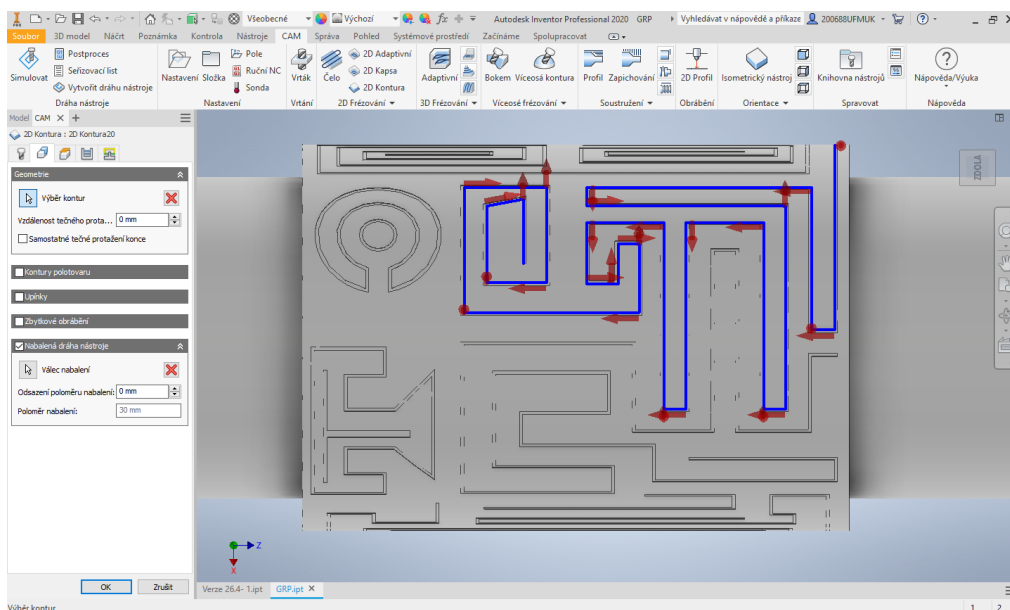 PRO
Všeobecné
Výchozí
fx
Autodesk Inventor Professional 2020 GRP
Vyhledávat v nápovědě a příkaze
200688UFMUK
Soubor 3D model Náčrt Poznámka Kontrola Nástroje CAM Správa Pohled Systémové prostředí Začínáme Spolupracovat
Simulovat
Postproces
Seřizovací list
Vytvořit dráhu nástroje
Dráha nástroje
Nastavení Složka
Pole
Ruční NC
Sonda
Nastavení
Vrták
Vrtání
Čelo
2D Adaptivní
2D Kapsa
2D Kontura
2D Frézování
Adaptivní
3D Frézování
Bokem Víceosá kontura
Víceosé frézování
Profil Zapichování
Soustružení
2D Profil
Obrábění
Isometrický nástroj
Orientace
Knihovna nástrojů
Spravovat
Nápověda/Výuka
Nápověda
Model CAM X +
2D Kontura : 2D Kontura20
Geometrie
Výběr kontur
Vzdálenost tečného prota... 0 mm
Samostatné tečné protažení konce
Kontury polotovaru
Upínky
Zbytkové obrábění
Nabalená dráha nástroje
Válec nabalení
Odsazení poloměru nabalení: 0 mm
Poloměr nabalení: 30 mm
OK Zrušit
ZDOLA
Z
X
Verze 26.4- 1.ipt GRP.ipt X
Výběr kontur
1 2